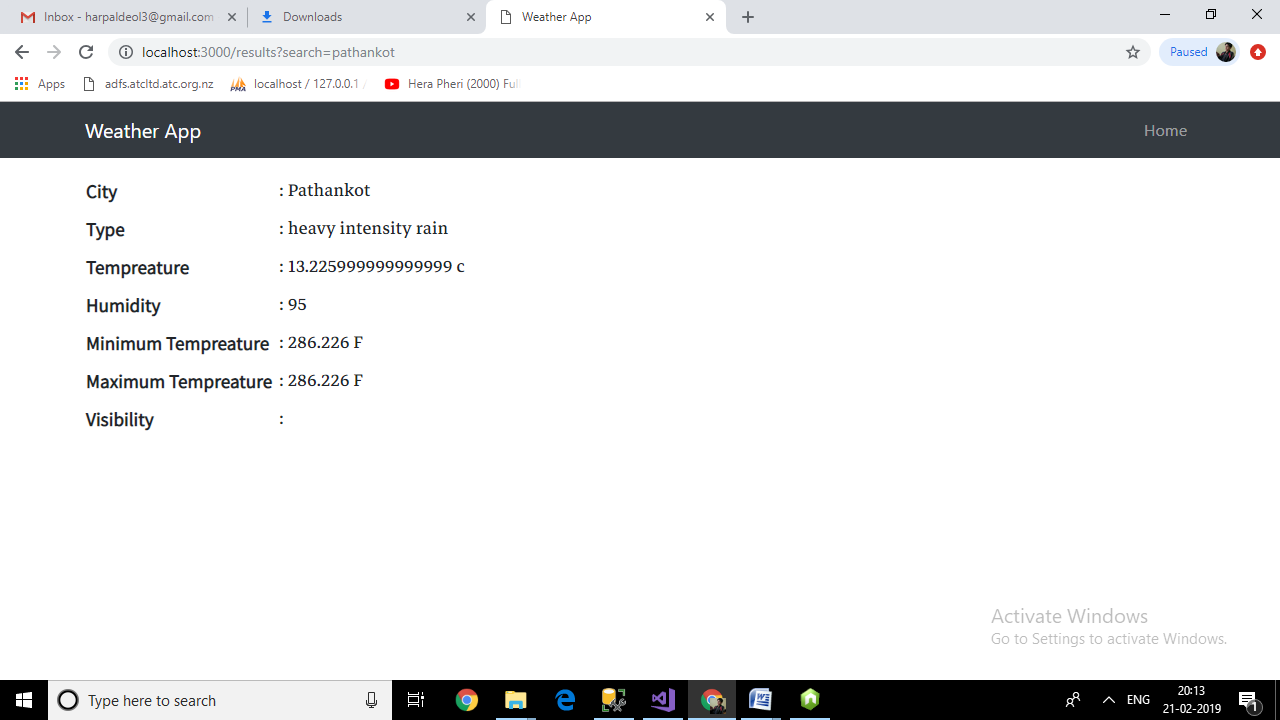 Inbox - harpaldeol3@gmail.com
Downloads
Weather App
localhost:3000/results?search=pathankot
Paused
Apps
adfs.atcltd.atc.org.nz
PMA
localhost / 127.0.0.1
Hera Pheri (2000) Full
Weather App
Home
City : Pathankot
Type : heavy intensity rain
Tempreature : 13.225999999999999 c
Humidity : 95
Minimum Tempreature : 286.226 F
Maximum Tempreature : 286.226 F
Visibility :
Activate Windows
Go to Settings to activate Windows.
Type here to search
ENG
20:13
21-02-2019
1